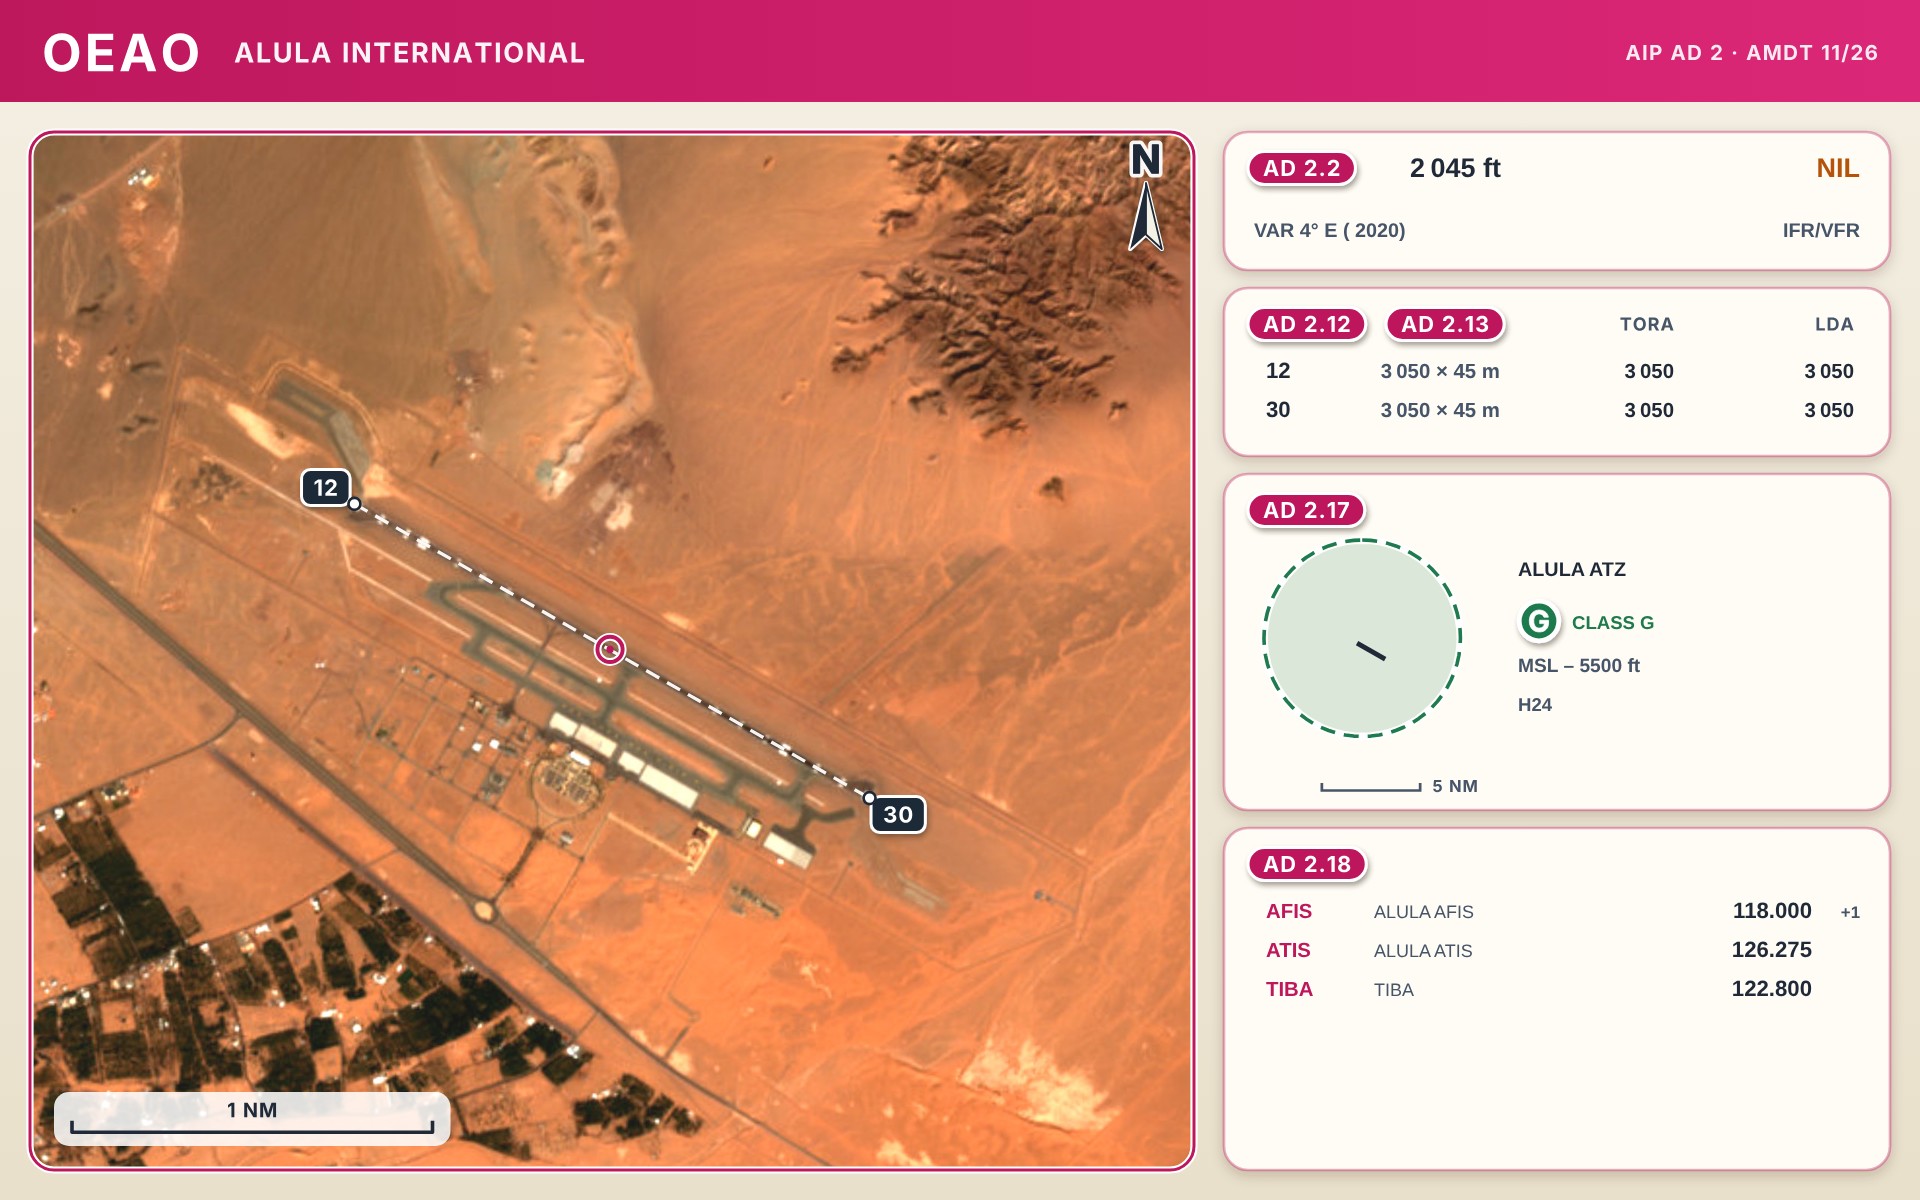 OEAO ALULA INTERNATIONAL AIP AD 2 · AMDT 11/26
N
12
30
1 NM
AD 2.2 2 045 ft NIL
VAR 4° E ( 2020) IFR/VFR
AD 2.12 AD 2.13 TORA LDA
12 3 050 × 45 m 3 050 3 050
30 3 050 × 45 m 3 050 3 050
AD 2.17
ALULA ATZ
G CLASS G
MSL – 5500 ft
H24
5 NM
AD 2.18
AFIS ALULA AFIS 118.000 +1
ATIS ALULA ATIS 126.275
TIBA TIBA 122.800